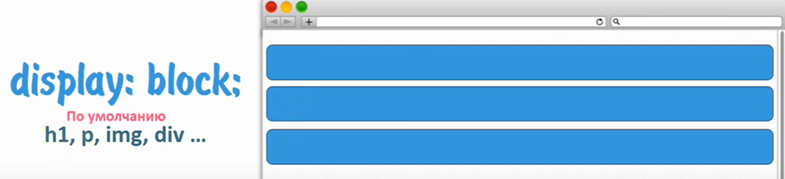 display: block;
По умолчанию
h1, p, img, div ...